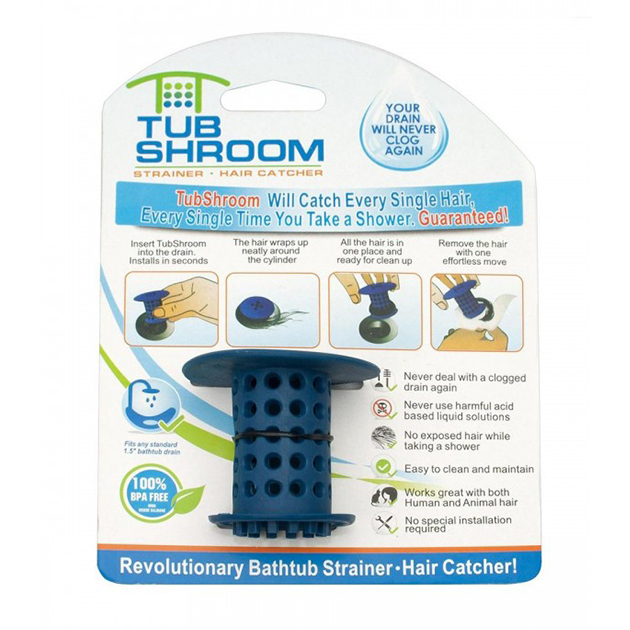 TUB
SHROOM
STRAINER • HAIR CATCHER
YOUR
DRAIN
WILL NEVER
CLOG
AGAIN
TubShroom Will Catch Every Single Hair,
Every Single Time You Take a Shower. Guaranteed!
Insert TubShroom
into the drain.
Installs in seconds
The hair wraps up
neatly around
the cylinder
All the hair is in
one place and
ready for clean up
Remove the hair
with one
effortless move
Never deal with a clogged
drain again
Never use harmful acid
based liquid solutions
No exposed hair while
taking a shower
Easy to clean and maintain
Works great with both
Human and Animal hair
No special installation
required
Fits any standard
1.5" bathtub drain
100%
BPA FREE
Revolutionary Bathtub Strainer•Hair Catcher!